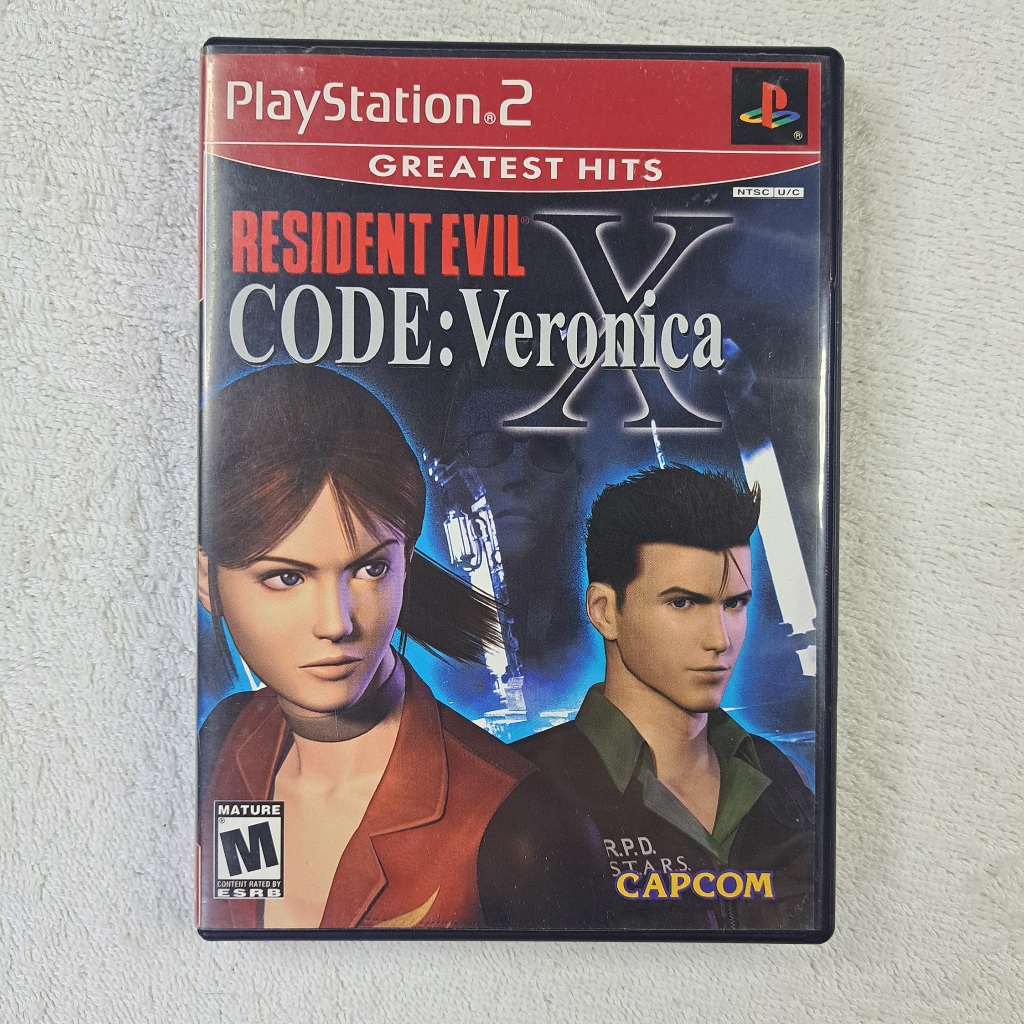 PlayStation®2
GREATEST HITS
NTSC U/C
RESIDENT EVIL®
CODE: Veronica X
MATURE
M
CONTENT RATED BY
ESRB
R.P.D.
S.T.A.R.S.
CAPCOM